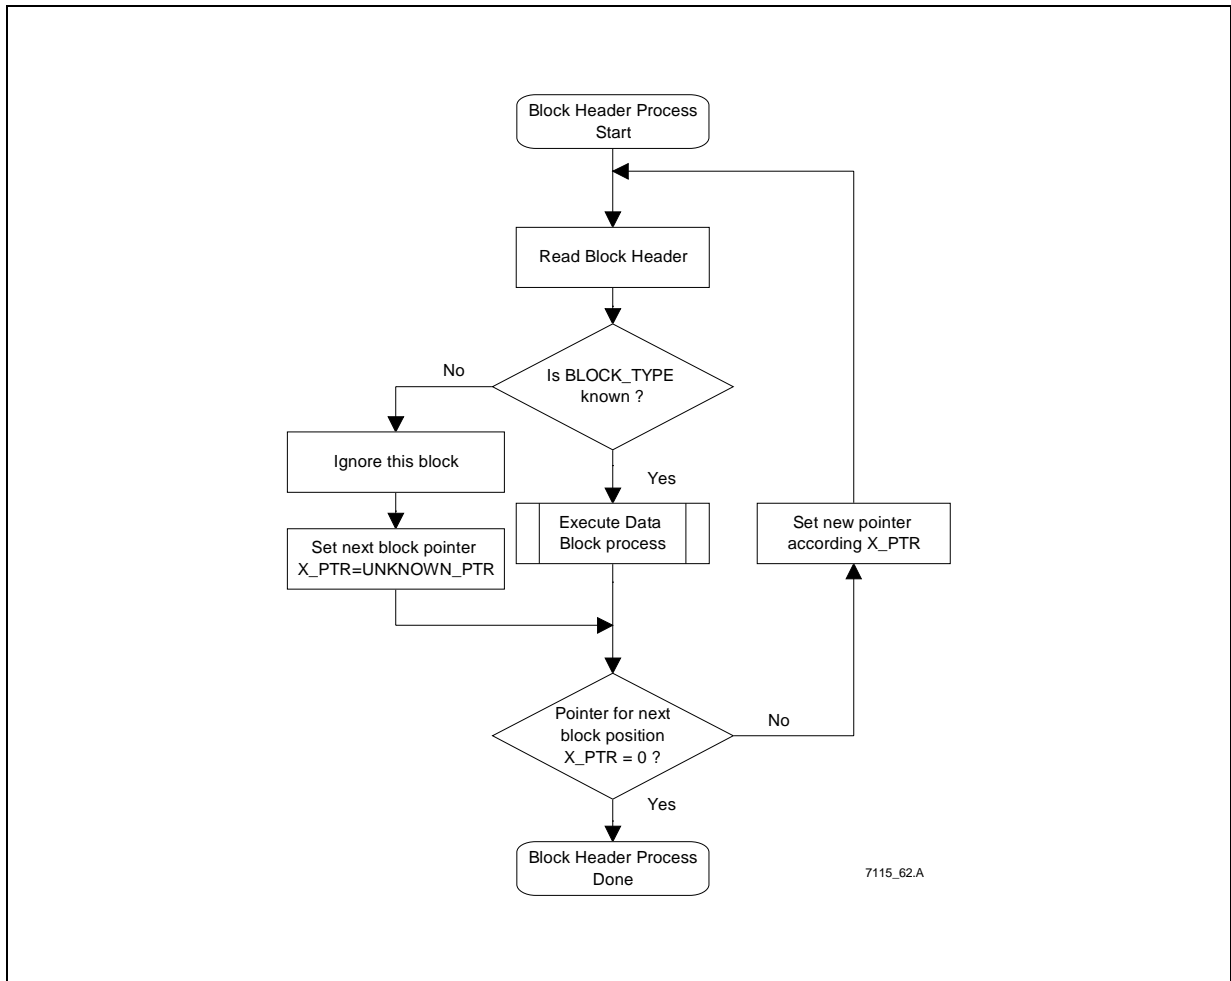 Block Header Process
Start
Read Block Header
No
Is BLOCK_TYPE
known ?
Ignore this block
Yes
Set next block pointer
X_PTR=UNKNOWN_PTR
Execute Data
Block process
Set new pointer
according X_PTR
Pointer for next
block position
X_PTR = 0 ?
No
Yes
Block Header Process
Done
7115_62.A